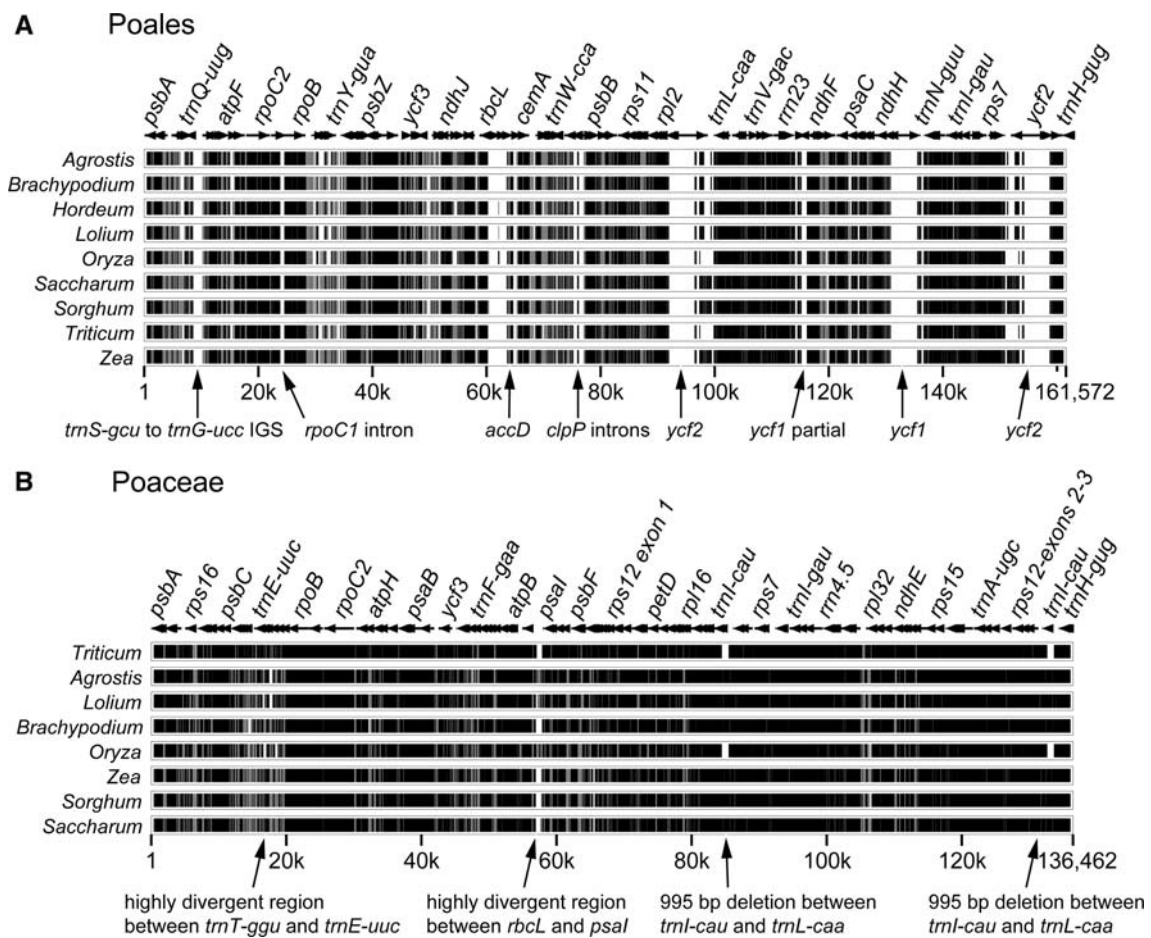 A Poales
psbA trnQ-uug atpF rpoC2 rpoB trnY-gua psbZ ycf3 ndhJ rbcL cemA trnW-cca psbB rps11 rpl2 trnL-caa trnV-gac rrn23 ndhF psaC ndhH trnN-guu trnI-gau rps7 ycf2 trnH-gug
Agrostis
Brachypodium
Hordeum
Lolium
Oryza
Saccharum
Sorghum
Triticum
Zea
1 20k 40k 60k 80k 100k 120k 140k 161,572
trnS-gcu to trnG-ucc IGS rpoC1 intron accD clpP introns ycf2 ycf1 partial ycf1 ycf2
B Poaceae
psbA rps16 psbC trnE-uuc rpoB rpoC2 atpH psaB ycf3 trnF-gaa atpB psaI psbF rps12 exon 1 petD rpl16 trnI-cau rps7 trnI-gau rrn4.5 rpl32 ndhE rps15 trnA-ugc rps12-exons 2-3 trnI-cau trnH-gug
Triticum
Agrostis
Lolium
Brachypodium
Oryza
Zea
Sorghum
Saccharum
1 20k 40k 60k 80k 100k 120k 136,462
highly divergent region
between trnT-ggu and trnE-uuc
highly divergent region
between rbcL and psaI
995 bp deletion between
trnI-cau and trnL-caa
995 bp deletion between
trnI-cau and trnL-caa